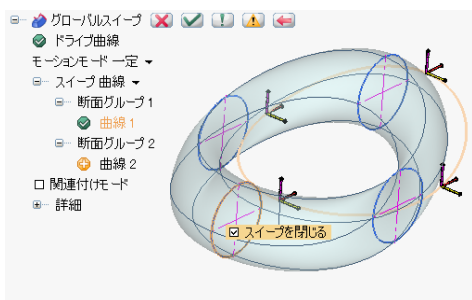 グローバルスイープ
ドライブ曲線
モーションモード 一定
スイープ 曲線
断面グループ 1
曲線 1
断面グループ 2
曲線 2
関連付けモード
詳細
スイープを閉じる